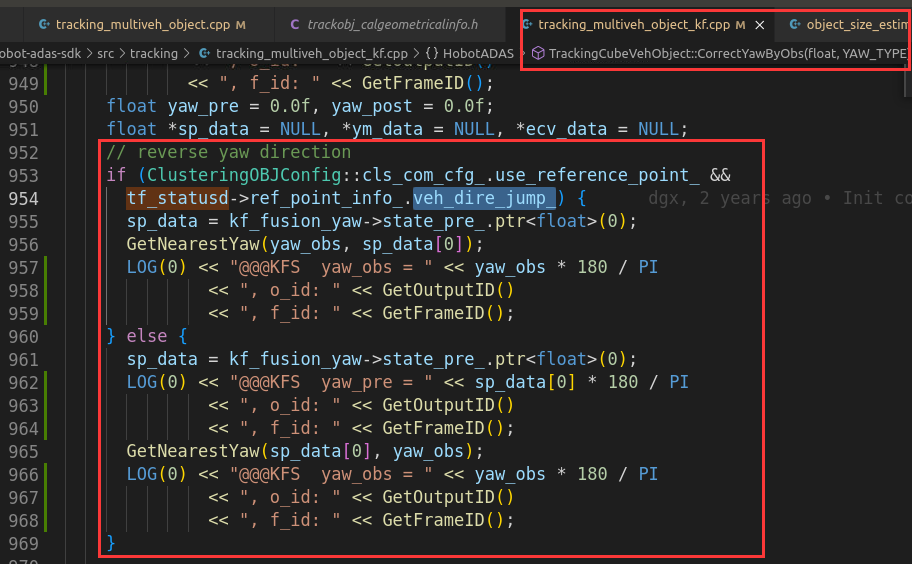 tracking_multiveh_object.cpp M
C trackobj_calgeometricalinfo.h
tracking_multiveh_object_kf.cpp M ×
object_size_estim
obot-adas-sdk > src > tracking > tracking_multiveh_object_kf.cpp > {} HobotADAS > TrackingCubeVehObject::CorrectYawByObs(float, YAW_TYPE
949 << ", f_id: " << GetFrameID();
950 float yaw_pre = 0.0f, yaw_post = 0.0f;
951 float *sp_data = NULL, *ym_data = NULL, *ecv_data = NULL;
952 // reverse yaw direction
953 if (ClusteringOBJConfig::cls_com_cfg_.use_reference_point_ &&
954 tf_statusd->ref_point_info_.veh_dire_jump_) { dgx, 2 years ago • Init co
955 sp_data = kf_fusion_yaw->state_pre_.ptr<float>(0);
956 GetNearestYaw(yaw_obs, sp_data[0]);
957 LOG(0) << "@@@KFS  yaw_obs = " << yaw_obs * 180 / PI
958 << ", o_id: " << GetOutputID()
959 << ", f_id: " << GetFrameID();
960 } else {
961 sp_data = kf_fusion_yaw->state_pre_.ptr<float>(0);
962 LOG(0) << "@@@KFS  yaw_pre = " << sp_data[0] * 180 / PI
963 << ", o_id: " << GetOutputID()
964 << ", f_id: " << GetFrameID();
965 GetNearestYaw(sp_data[0], yaw_obs);
966 LOG(0) << "@@@KFS  yaw_obs = " << yaw_obs * 180 / PI
967 << ", o_id: " << GetOutputID()
968 << ", f_id: " << GetFrameID();
969 }